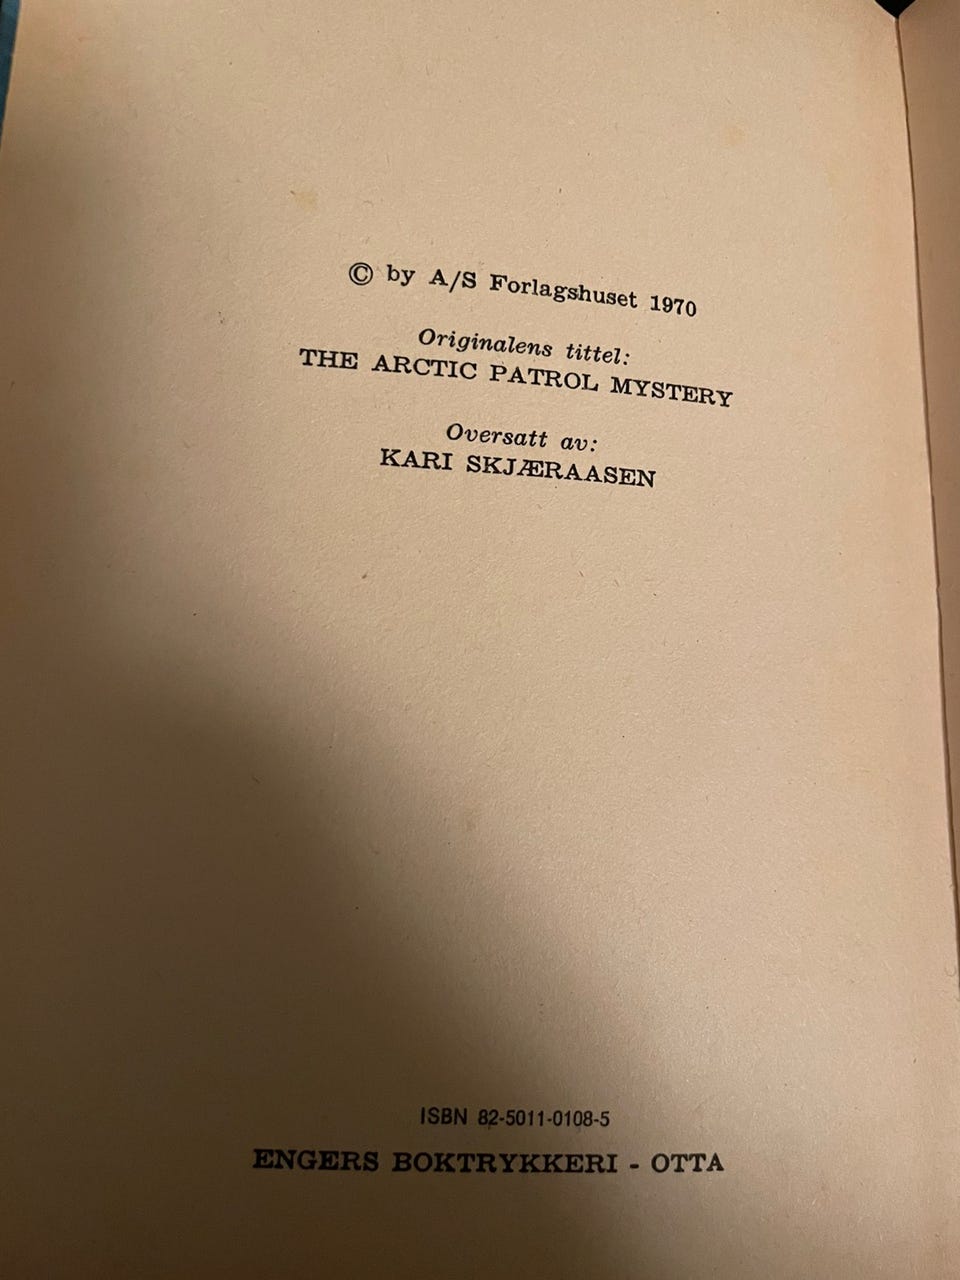 © by A/S Forlagshuset 1970
Originalens tittel:
THE ARCTIC PATROL MYSTERY
Oversatt av:
KARI SKJÆRAASEN
ISBN 82-5011-0108-5
ENGERS BOKTRYKKERI - OTTA